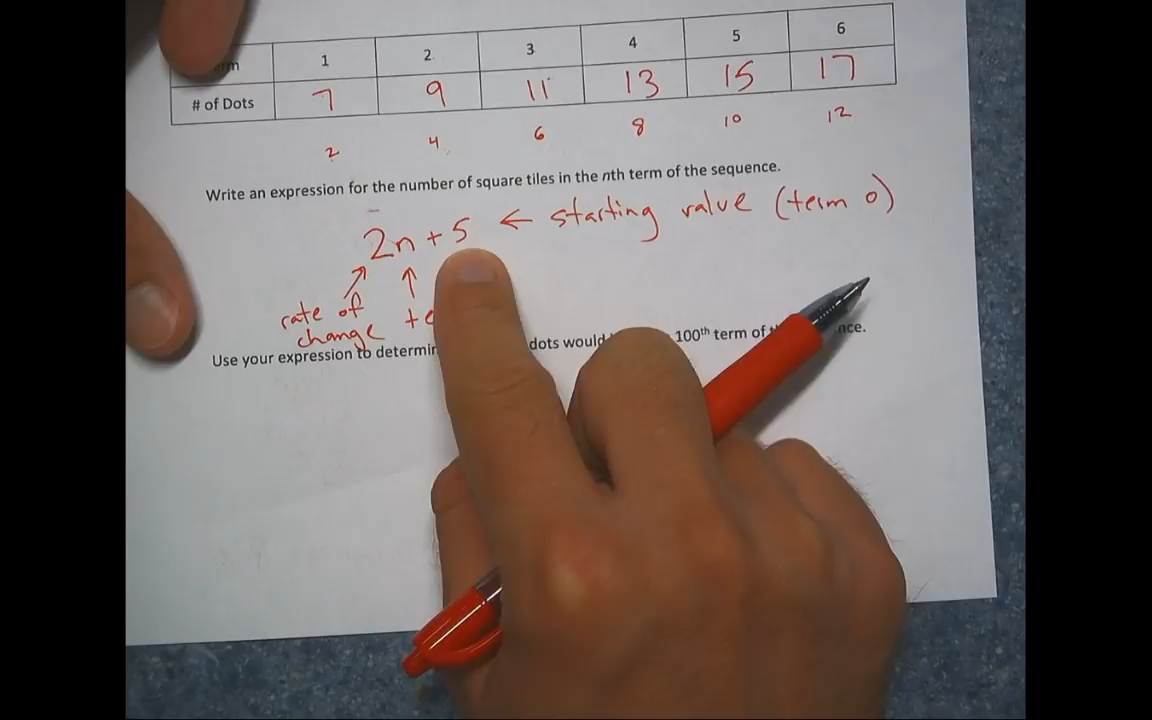 1 2 3 4 5 6
# of Dots 7 9 11 13 15 17
2 4 6 8 10 12
Write an expression for the number of square tiles in the nth term of the sequence.
2n + 5 ← starting value (term 0)
rate of
change
Use your expression to dots would 100th term of